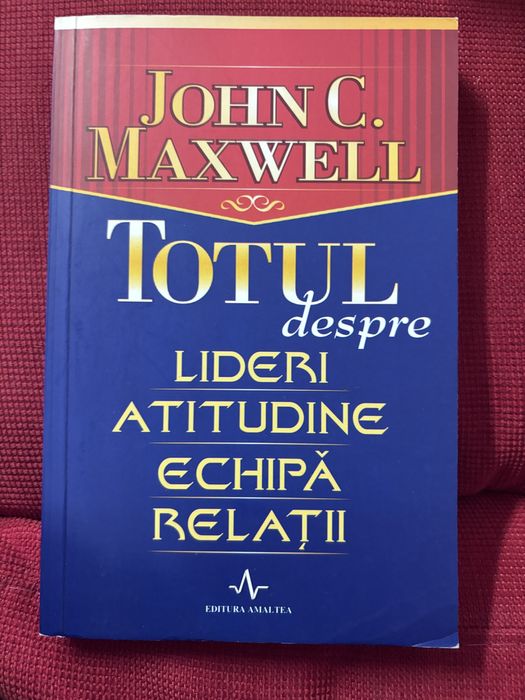 JOHN C.
MAXWELL
TOTUL
despre
LIDERI
ATITUDINE
ECHIPĂ
RELAȚII
EDITURA AMALTEA